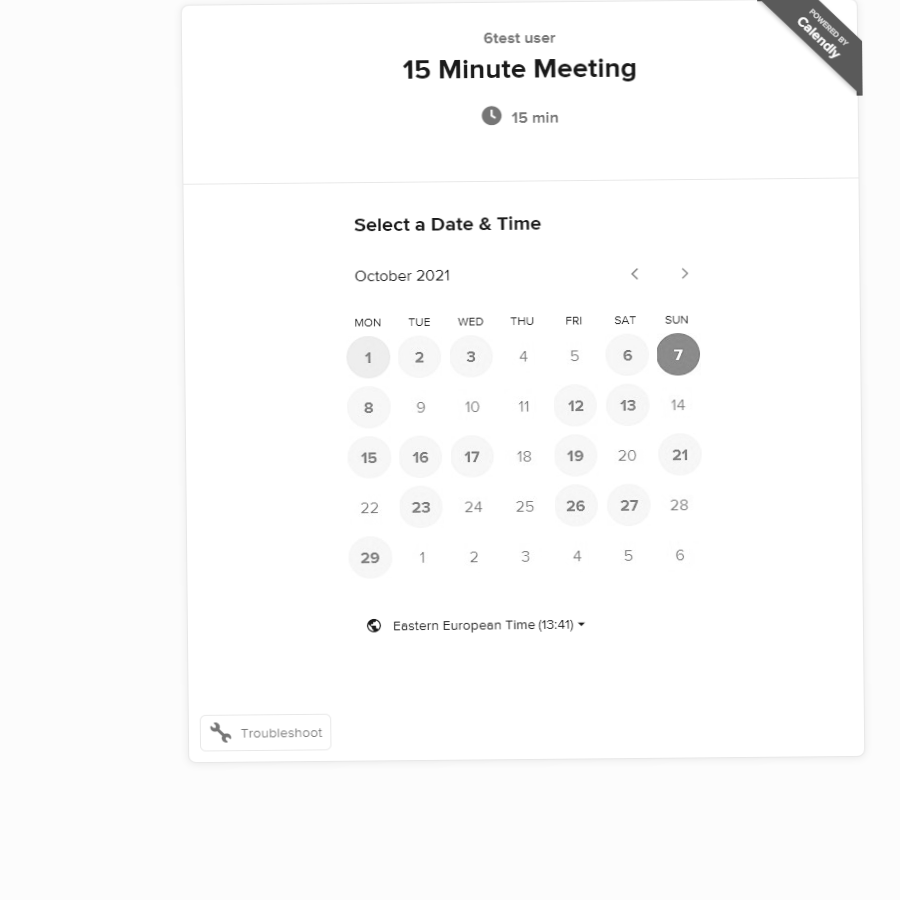 POWERED BY
Calendly
6test user
15 Minute Meeting
15 min
Select a Date & Time
October 2021
MON TUE WED THU FRI SAT SUN
1 2 3 4 5 6 7
8 9 10 11 12 13 14
15 16 17 18 19 20 21
22 23 24 25 26 27 28
29 1 2 3 4 5 6
Eastern European Time (13:41)
Troubleshoot